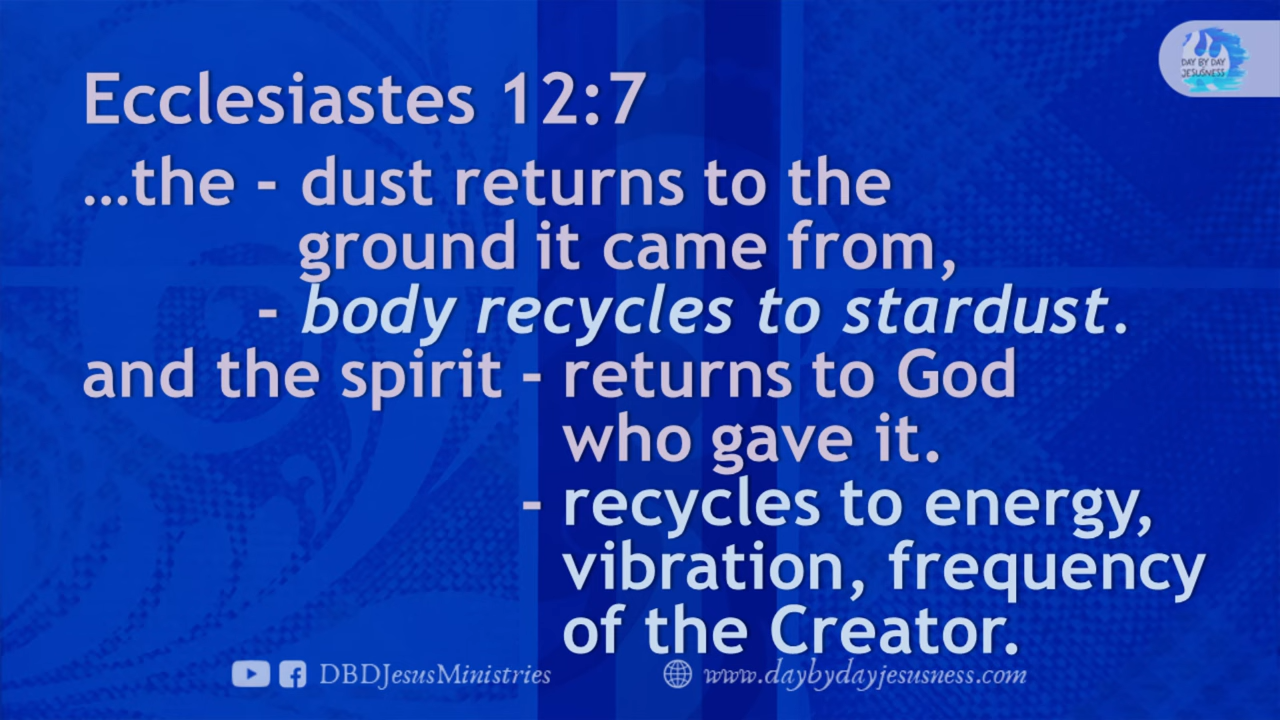 DAY BY DAY
JESUSNESS
Ecclesiastes 12:7
...the - dust returns to the
ground it came from,
- body recycles to stardust.
and the spirit - returns to God
who gave it.
- recycles to energy,
vibration, frequency
of the Creator.
DBDJesusMinistries
www.daybydayjesusness.com